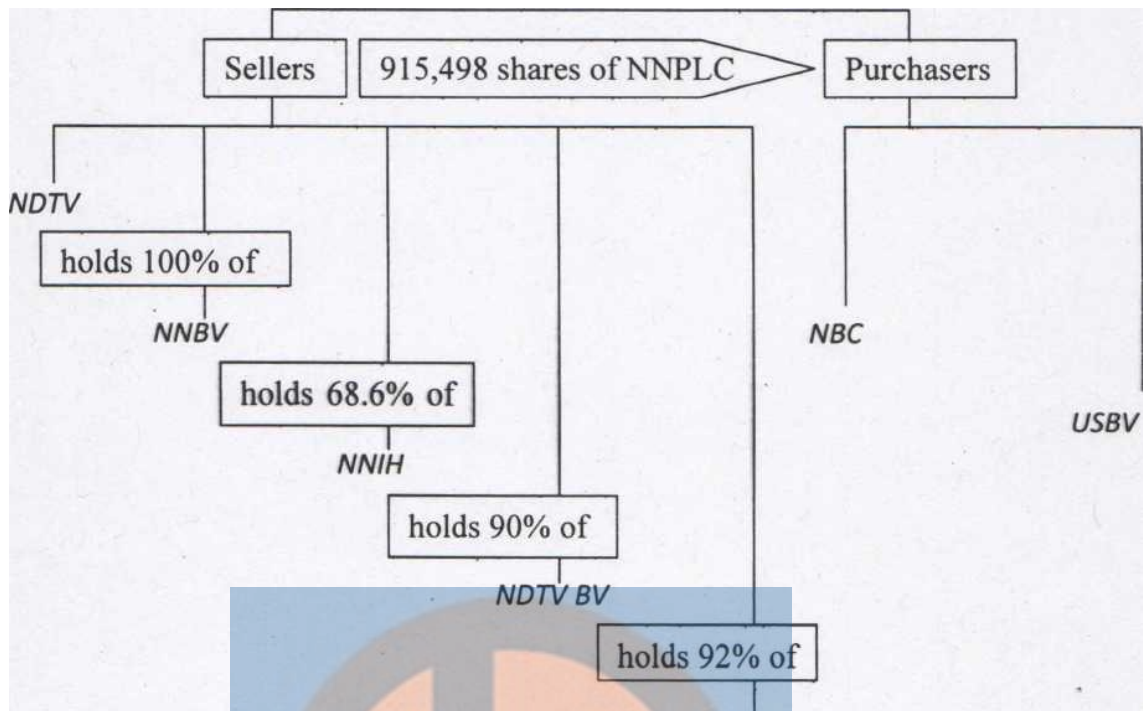 Sellers
915,498 shares of NNPLC
Purchasers
NDTV
holds 100% of
NNBV
NBC
holds 68.6% of
USBV
NNIH
holds 90% of
NDTV BV
holds 92% of